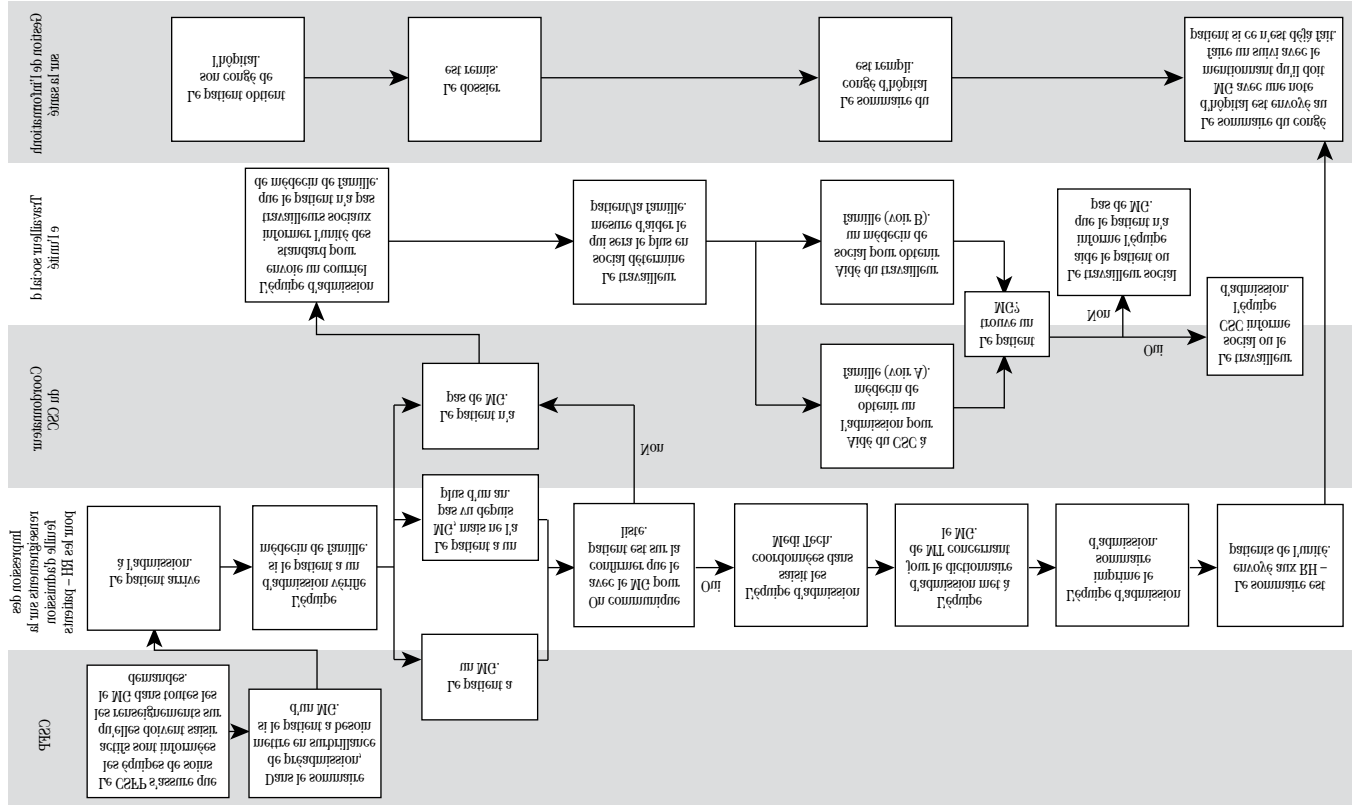 CSFP
Le CSFP s'assure que
les équipes de soins
actifs sont informées
qu'elles doivent saisir
les renseignements sur
le MG dans toutes les
demandes.
Dans le sommaire
de préadmission,
mettre en surbrillance
si le patient a besoin
d'un MG.
Impressioon des
renseignements sur la
feuille d'admission
pour les RH – patients
Le patient arrive
à l'admission.
L'équipe
d'admission vérifie
si le patient a un
médecin de famille.
Le patient a
un MG.
Le patient a un
MG, mais ne l'a
pas vu depuis
plus d'un an.
On communique
avec le MG pour
confirmer que le
patient est sur la
liste.
Oui
Non
L'équipe d'admission
saisit les
coordonnées dans
Medi Tech.
L'équipe
d'admission met à
jour le dictionnaire
de MT concernant
le MG.
L'équipe d'admission
imprime le
sommaire
d'admission.
Le sommaire est
envoyé aux RH –
patients de l'unité.
Coordonnateur
du CSC
Le patient n'a
pas de MG.
Aidé du CSC à
l'admission pour
obtenir un
médecin de
famille (voir A).
Travailleur social d
e l'unité
L'équipe d'admission
envoie un courriel
standard pour
informer l'unité des
travailleurs sociaux
que le patient n'a pas
de médecin de famille.
Le travailleur
social détermine
qui sera le plus en
mesure d'aider le
patient/la famille.
Aidé du travailleur
social pour obtenir
un médecin de
famille (voir B).
Le patient
trouve un
MG?
Oui
Non
Le travailleur
social ou le
CSC informe
l'équipe
d'admission.
Le travailleur social
aide le patient ou
informe l'équipe
que le patient n'a
pas de MG.
Gestion de l'informationh
sur la santé
Le patient obtient
son congé de
l'hôpital.
Le dossier
est remis.
Le sommaire du
congé d'hôpital
est rempli.
Le sommaire du congé
d'hôpital est envoyé au
MG avec une note
mentionnant qu'il doit
faire un suivi avec le
patient si ce n'est déjà fait.